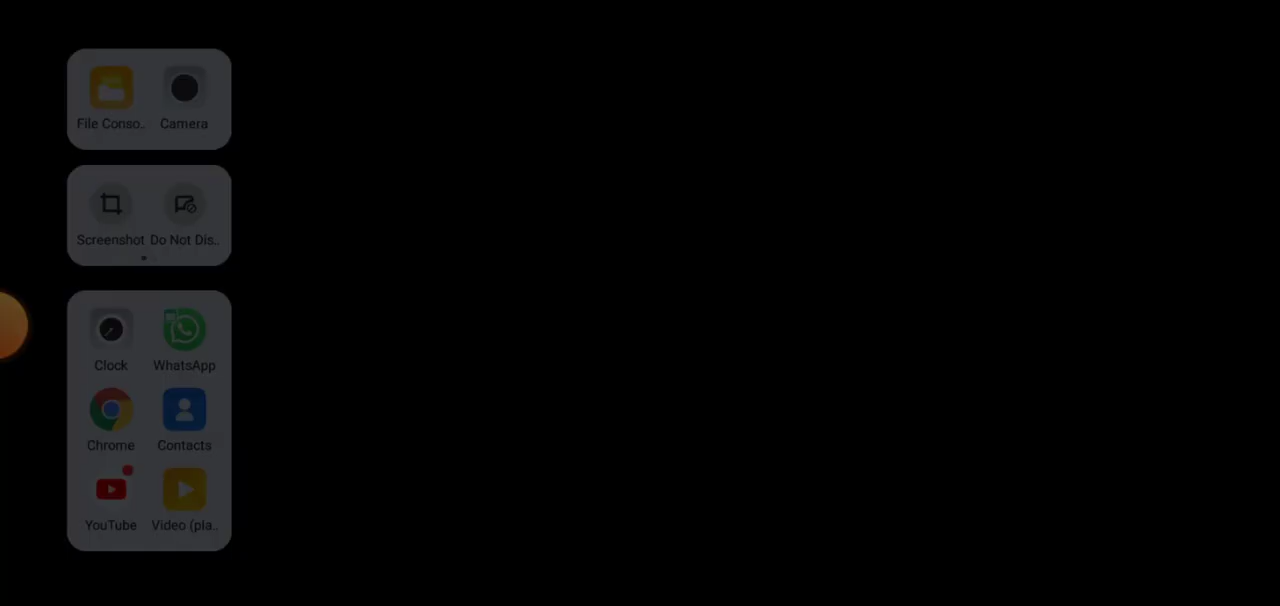 File Conso.. Camera
Screenshot Do Not Dis..
Clock WhatsApp
Chrome Contacts
YouTube Video (pla..